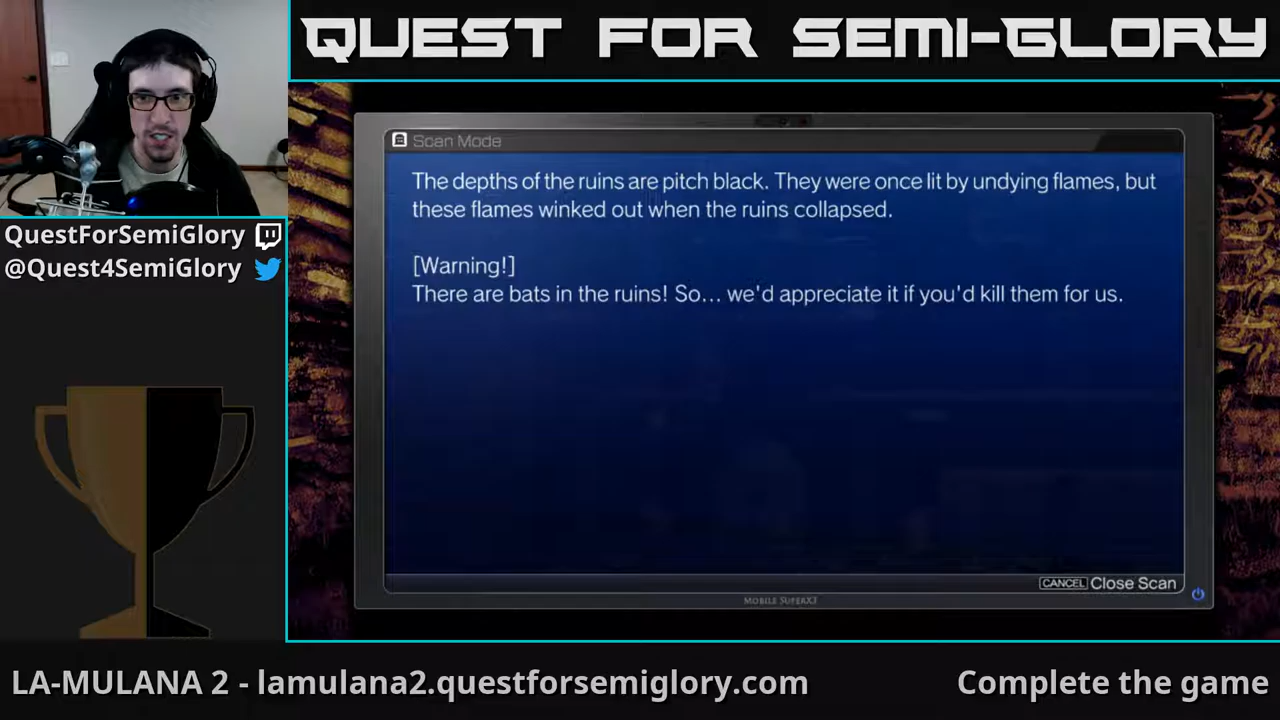 QUEST FOR SEMI-GLORY
Scan Mode
The depths of the ruins are pitch black. They were once lit by undying flames, but
these flames winked out when the ruins collapsed.
[Warning!]
There are bats in the ruins! So... we'd appreciate it if you'd kill them for us.
QuestForSemiGlory
@Quest4SemiGlory
CANCEL Close Scan
MOBILE SUPERX3
LA-MULANA 2 - lamulana2.questforsemiglory.com
Complete the game